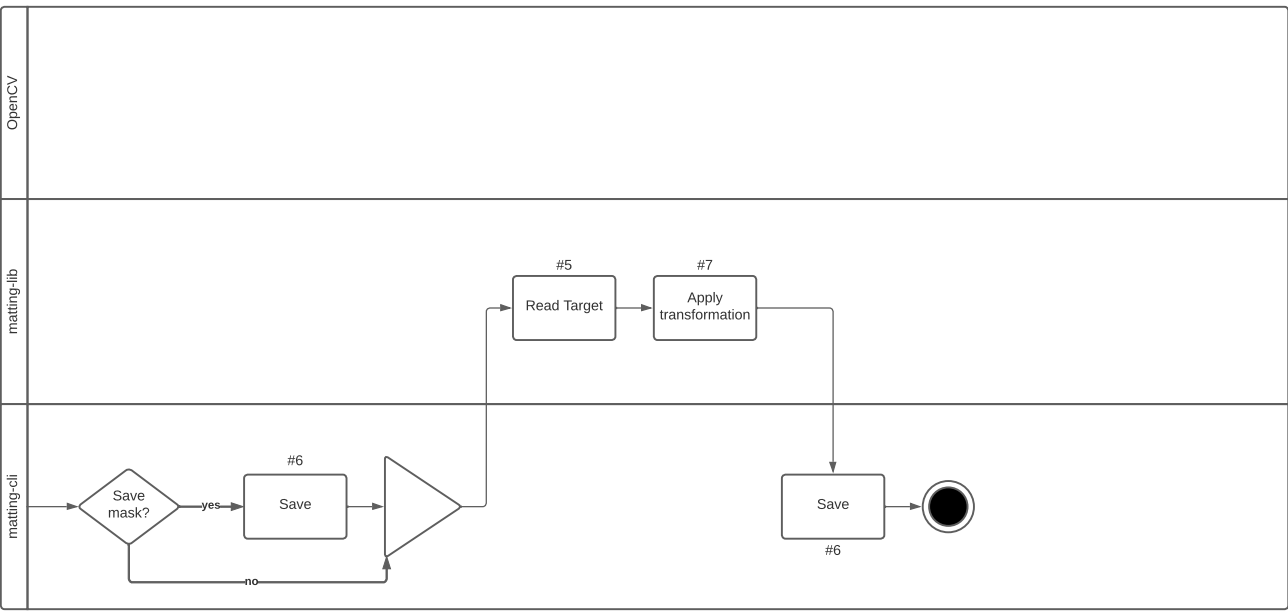 OpenCV
matting-lib
#5
Read Target
#7
Apply
transformation
matting-cli
Save
mask?
yes
#6
Save
no
Save
#6